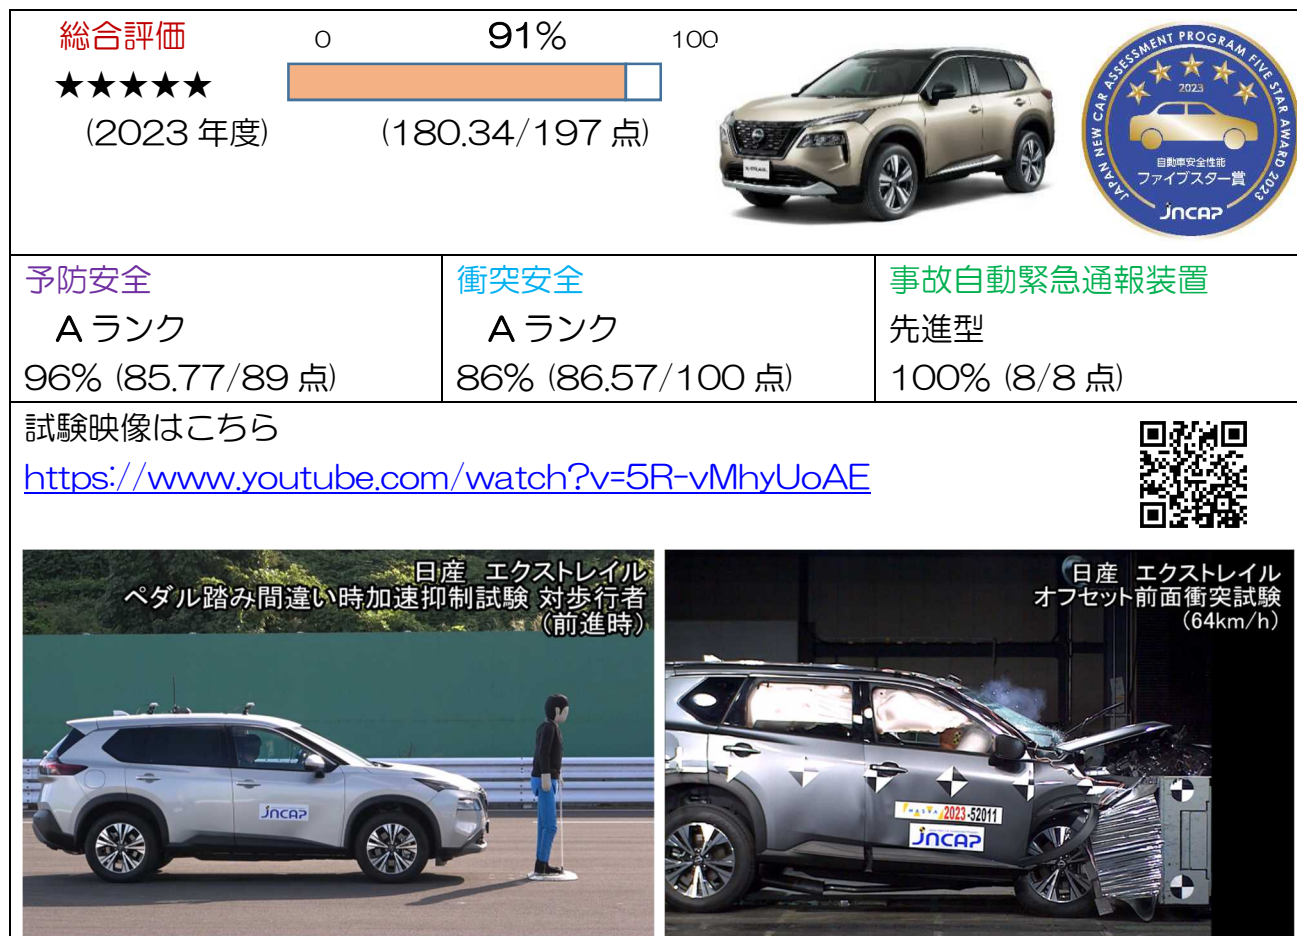 総合評価
0 91% 100
★★★★★
(2023 年度) (180.34/197 点)
JAPAN NEW CAR ASSESSMENT PROGRAM FIVE STAR AWARD 2023
2023
自動車安全性能
ファイブスター賞
JNCAP
予防安全
A ランク
96% (85.77/89 点)
衝突安全
A ランク
86% (86.57/100 点)
事故自動緊急通報装置
先進型
100% (8/8 点)
試験映像はこちら
https://www.youtube.com/watch?v=5R-vMhyUoAE
日産 エクストレイル
ペダル踏み間違い時加速抑制試験 対歩行者
(前進時)
JNCAP
日産 エクストレイル
オフセット前面衝突試験
(64km/h)
NASVA 2023-52011
JNCAP